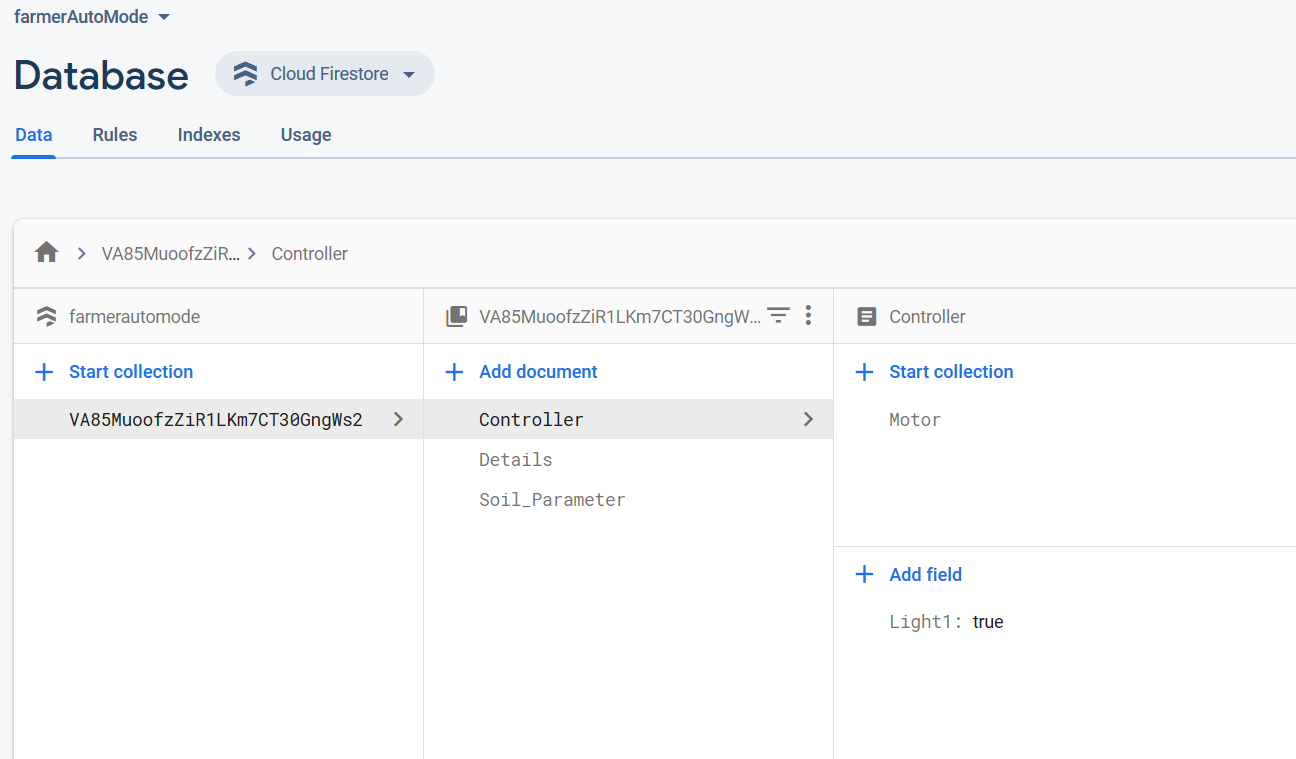 farmerAutoMode
Database
Cloud Firestore
Data Rules Indexes Usage
VA85MuoofzZiR... Controller
farmerautomode
VA85MuoofzZiR1LKm7CT30GngW...
Controller
Start collection
Add document
Start collection
VA85MuoofzZiR1LKm7CT30GngWs2
Controller
Motor
Details
Soil_Parameter
Add field
Light1: true